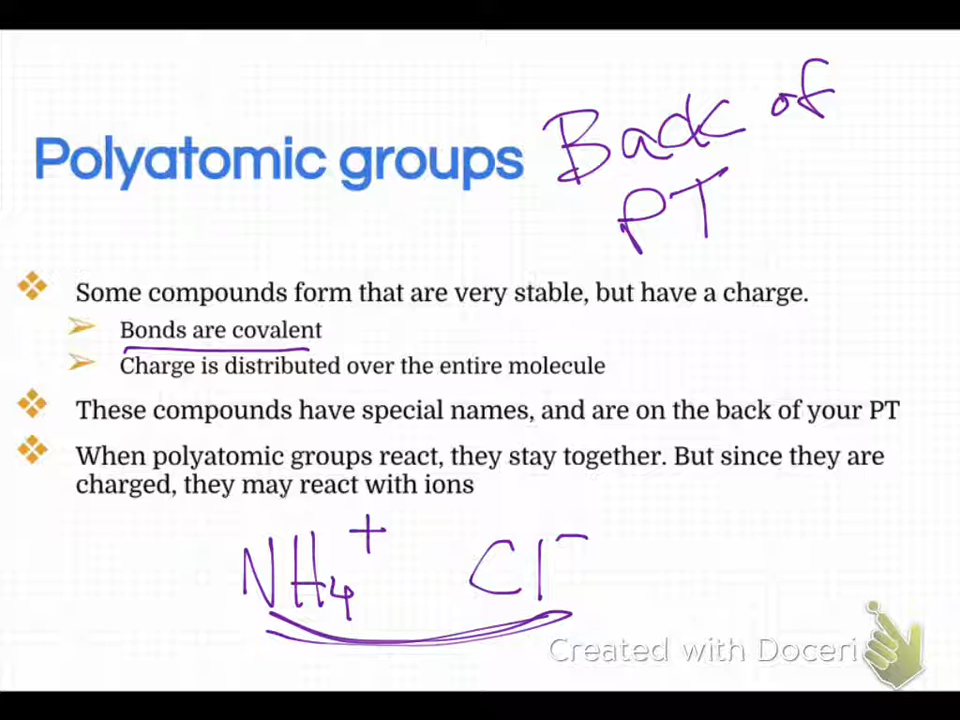 Polyatomic groups
Back of
PT
Some compounds form that are very stable, but have a charge.
Bonds are covalent
Charge is distributed over the entire molecule
These compounds have special names, and are on the back of your PT
When polyatomic groups react, they stay together. But since they are
charged, they may react with ions
NH₄⁺ Cl⁻
Created with Doceri